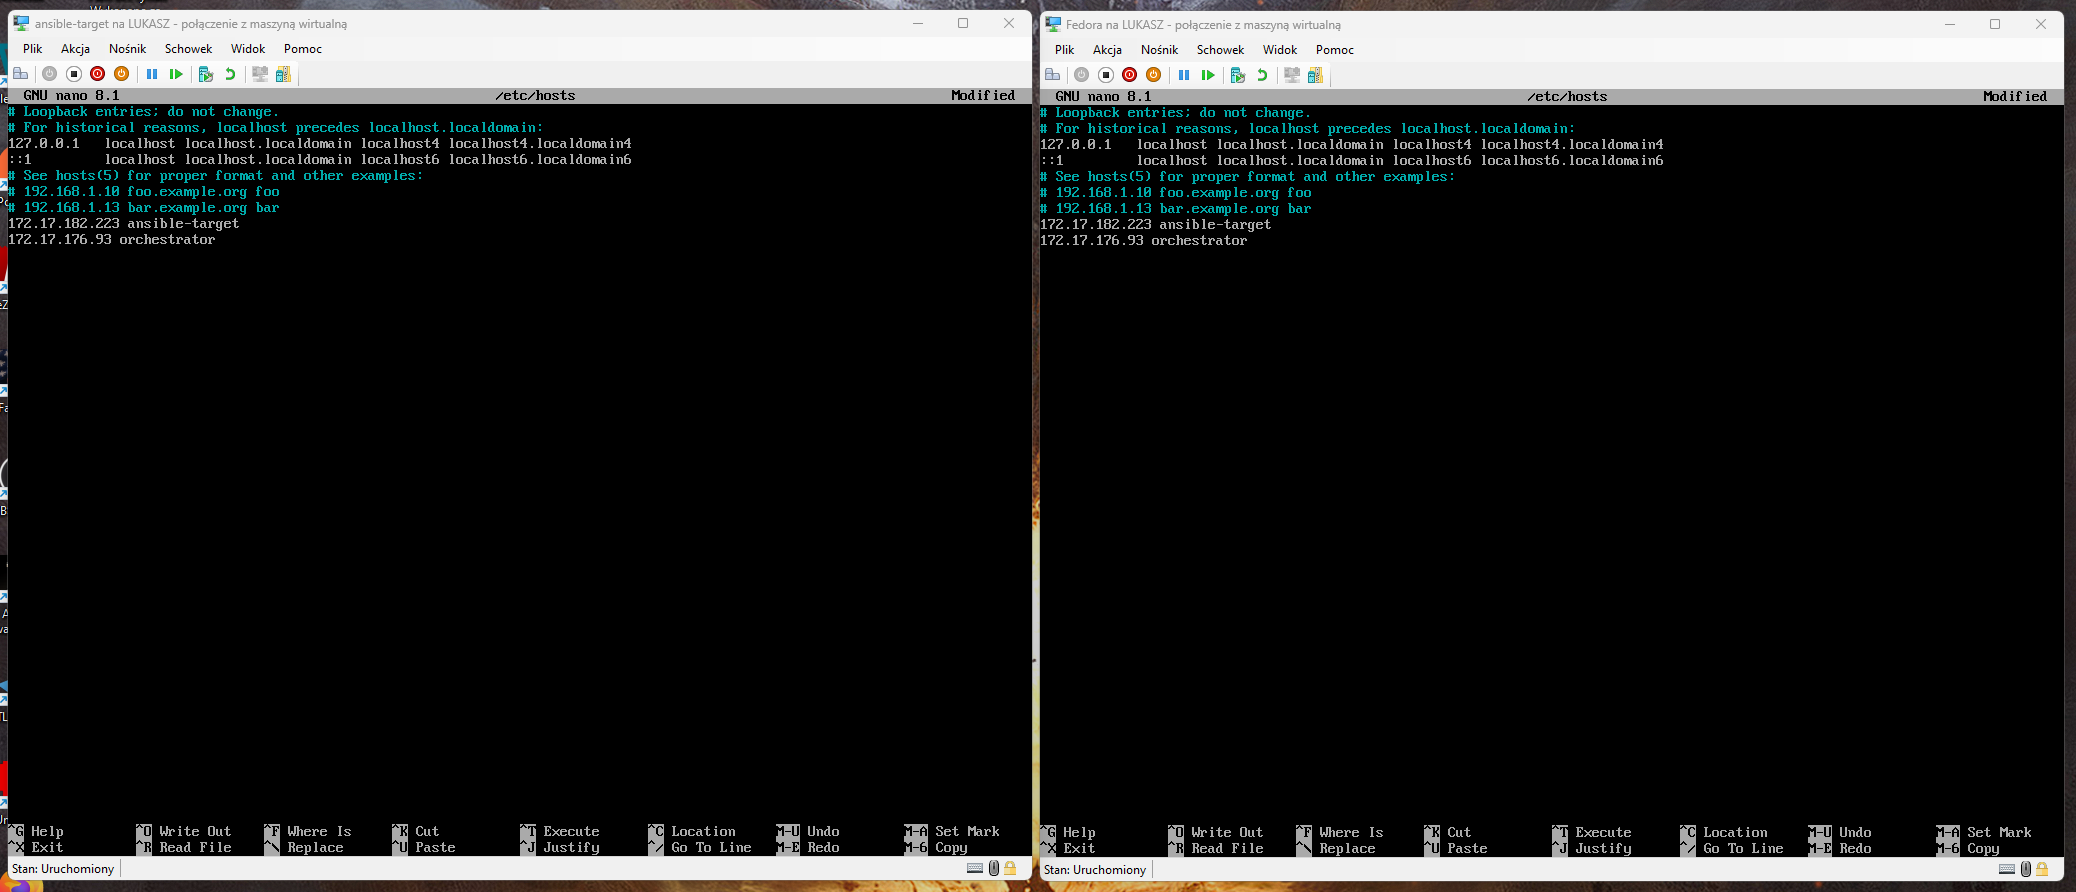 ansible-target na LUKASZ - połączenie z maszyną wirtualną
Plik Akcja Nośnik Schowek Widok Pomoc
GNU nano 8.1 /etc/hosts Modified
# Loopback entries; do not change.
# For historical reasons, localhost precedes localhost.localdomain:
127.0.0.1   localhost localhost.localdomain localhost4 localhost4.localdomain4
::1         localhost localhost.localdomain localhost6 localhost6.localdomain6
# See hosts(5) for proper format and other examples:
# 192.168.1.10 foo.example.org foo
# 192.168.1.13 bar.example.org bar
172.17.182.223 ansible-target
172.17.176.93 orchestrator
^G Help ^O Write Out ^F Where Is ^K Cut ^T Execute ^C Location M-U Undo M-A Set Mark
^X Exit ^R Read File ^\ Replace ^U Paste ^J Justify ^/ Go To Line M-E Redo M-6 Copy
Stan: Uruchomiony
Fedora na LUKASZ - połączenie z maszyną wirtualną
Plik Akcja Nośnik Schowek Widok Pomoc
GNU nano 8.1 /etc/hosts Modified
# Loopback entries; do not change.
# For historical reasons, localhost precedes localhost.localdomain:
127.0.0.1   localhost localhost.localdomain localhost4 localhost4.localdomain4
::1         localhost localhost.localdomain localhost6 localhost6.localdomain6
# See hosts(5) for proper format and other examples:
# 192.168.1.10 foo.example.org foo
# 192.168.1.13 bar.example.org bar
172.17.182.223 ansible-target
172.17.176.93 orchestrator
^G Help ^O Write Out ^F Where Is ^K Cut ^T Execute ^C Location M-U Undo M-A Set Mark
^X Exit ^R Read File ^\ Replace ^U Paste ^J Justify ^/ Go To Line M-E Redo M-6 Copy
Stan: Uruchomiony